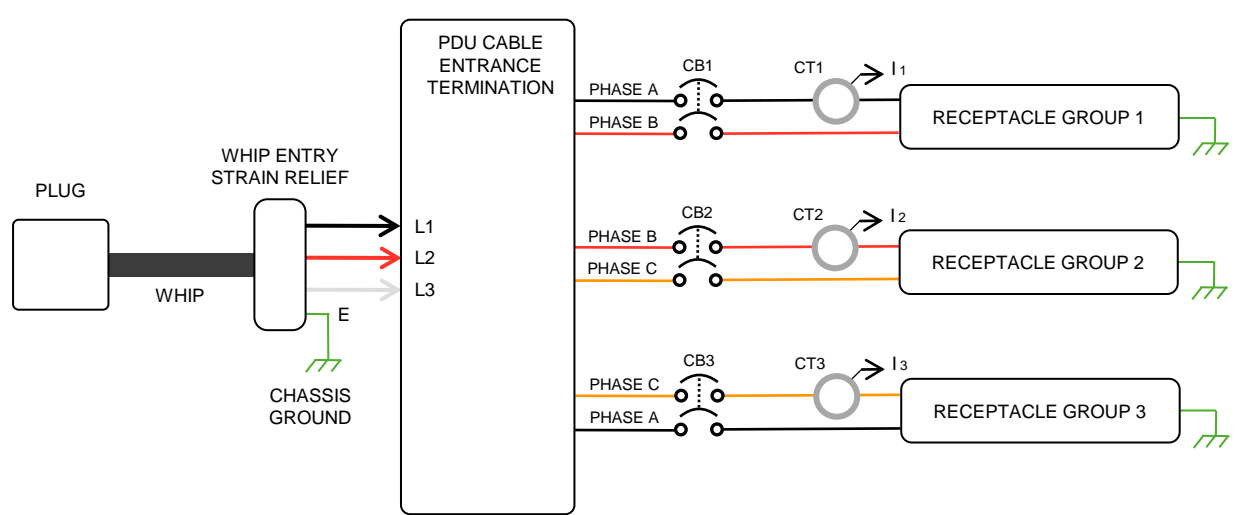 PDU CABLE
ENTRANCE
TERMINATION
PLUG
WHIP
WHIP ENTRY
STRAIN RELIEF
L1
L2
L3
E
CHASSIS
GROUND
PHASE A
PHASE B
CB1
CT1
I1
RECEPTACLE GROUP 1
PHASE B
PHASE C
CB2
CT2
I2
RECEPTACLE GROUP 2
PHASE C
PHASE A
CB3
CT3
I3
RECEPTACLE GROUP 3